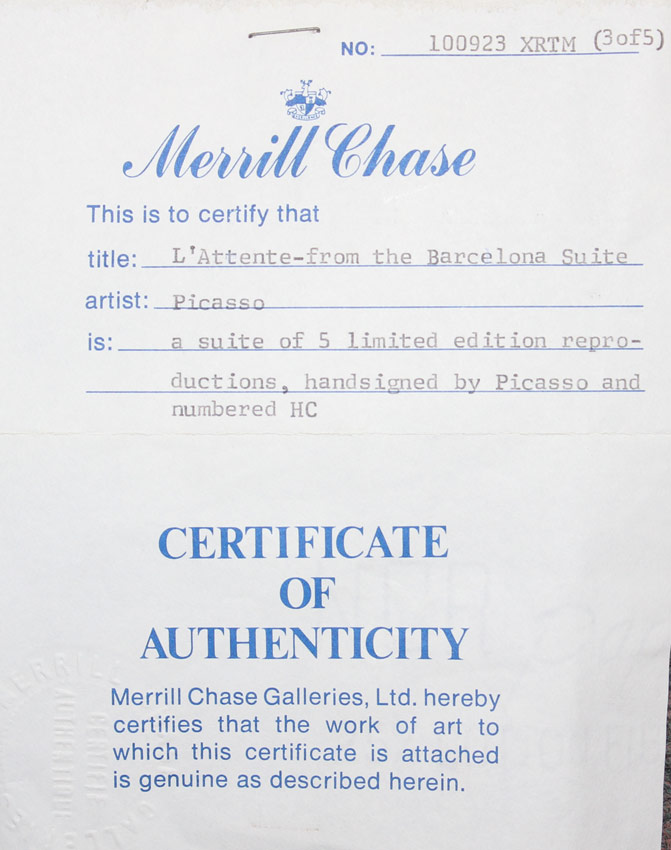 NO: 100923 XRTM (3of5)
Merrill Chase
This is to certify that
title: L'Attente-from the Barcelona Suite
artist: Picasso
is: a suite of 5 limited edition repro-
ductions, handsigned by Picasso and
numbered HC
CERTIFICATE
OF
AUTHENTICITY
Merrill Chase Galleries, Ltd. hereby
certifies that the work of art to
which this certificate is attached
is genuine as described herein.